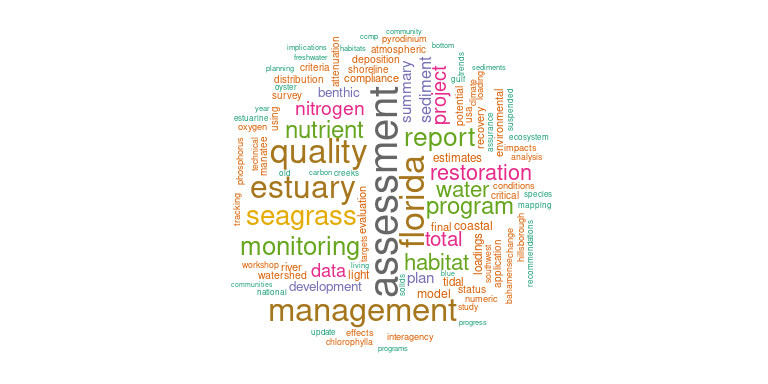 community
ccmp
pyrodinium
implications
habitats
atmospheric
bottom
freshwater
deposition
planning
criteria
attenuation
shoreline
summary
sediment
project
gulf
trends
sediments
distribution
compliance
climate
loading
oyster
survey
benthic
potential
usa
environmental
suspended
year
using
nitrogen
assessment
recovery
assurance
estuarine
oxygen
nutrient
report
ecosystem
phosphorus
technical
manatee
quality
estimates
impacts
analysis
old
carbon
creeks
florida
restoration
estuary
water
conditions
critical
species
tracking
seagrass
evaluation
program
mapping
final
coastal
hillsborough
recommendations
monitoring
targets
total
loadings
southwest
application
bahamense
change
workshop
river
data
living
light
habitat
watershed
solids
plan
blue
tidal
communities
national
development
model
status
numeric
management
study
progress
update
effects
chlorophylla
interagency
programs